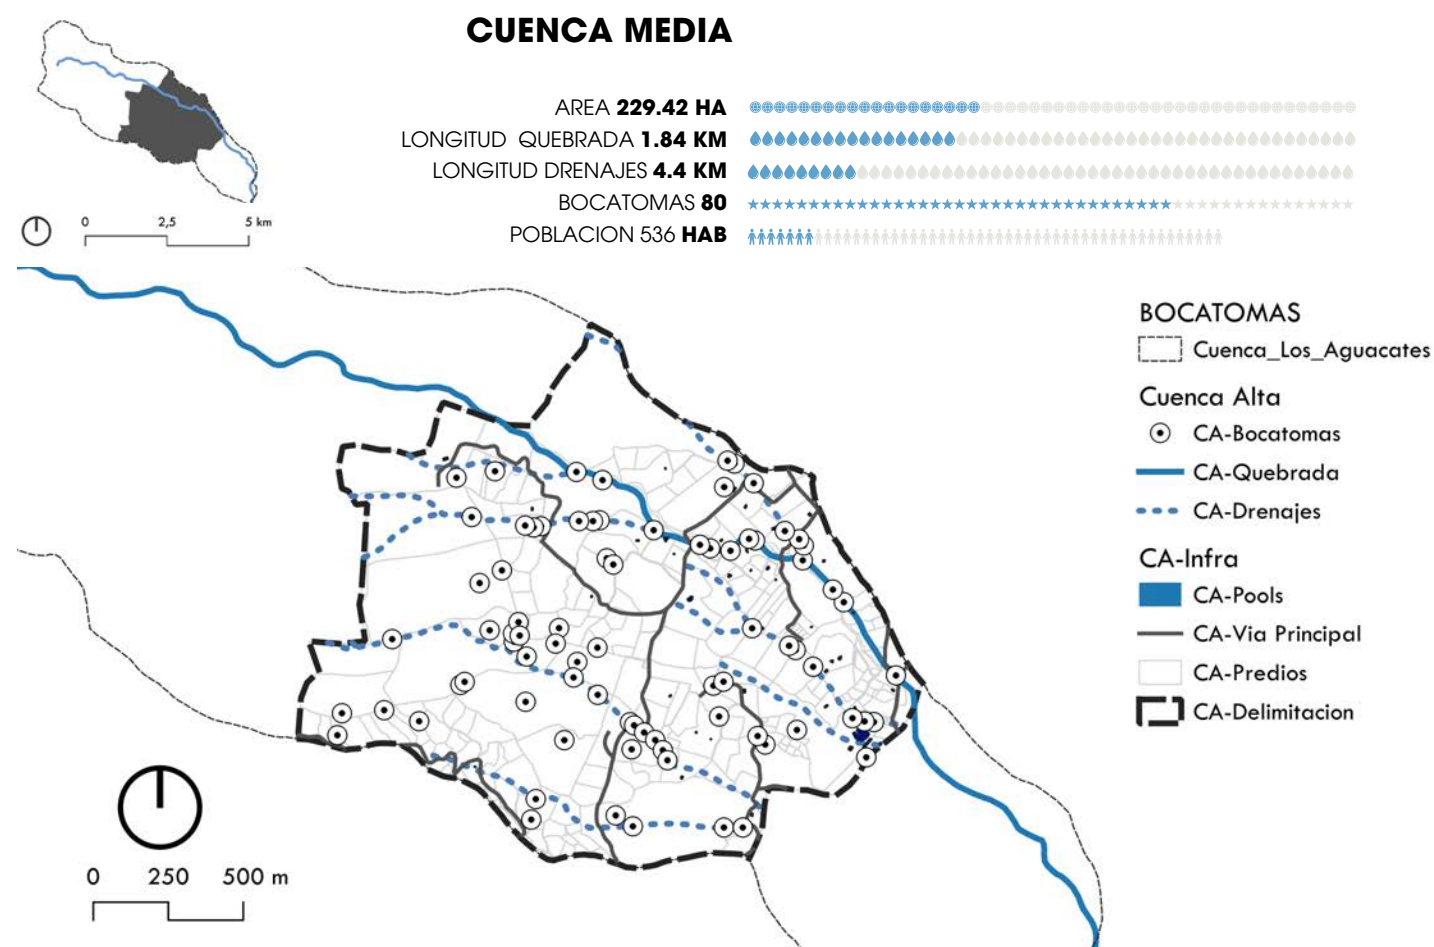 CUENCA MEDIA
AREA 229.42 HA
LONGITUD QUEBRADA 1.84 KM
LONGITUD DRENAJES 4.4 KM
BOCATOMAS 80
POBLACION 536 HAB
0 2,5 5 km
BOCATOMAS
Cuenca_Los_Aguacates
Cuenca Alta
CA-Bocatomas
CA-Quebrada
CA-Drenajes
CA-Infra
CA-Pools
CA-Via Principal
CA-Predios
CA-Delimitacion
0 250 500 m